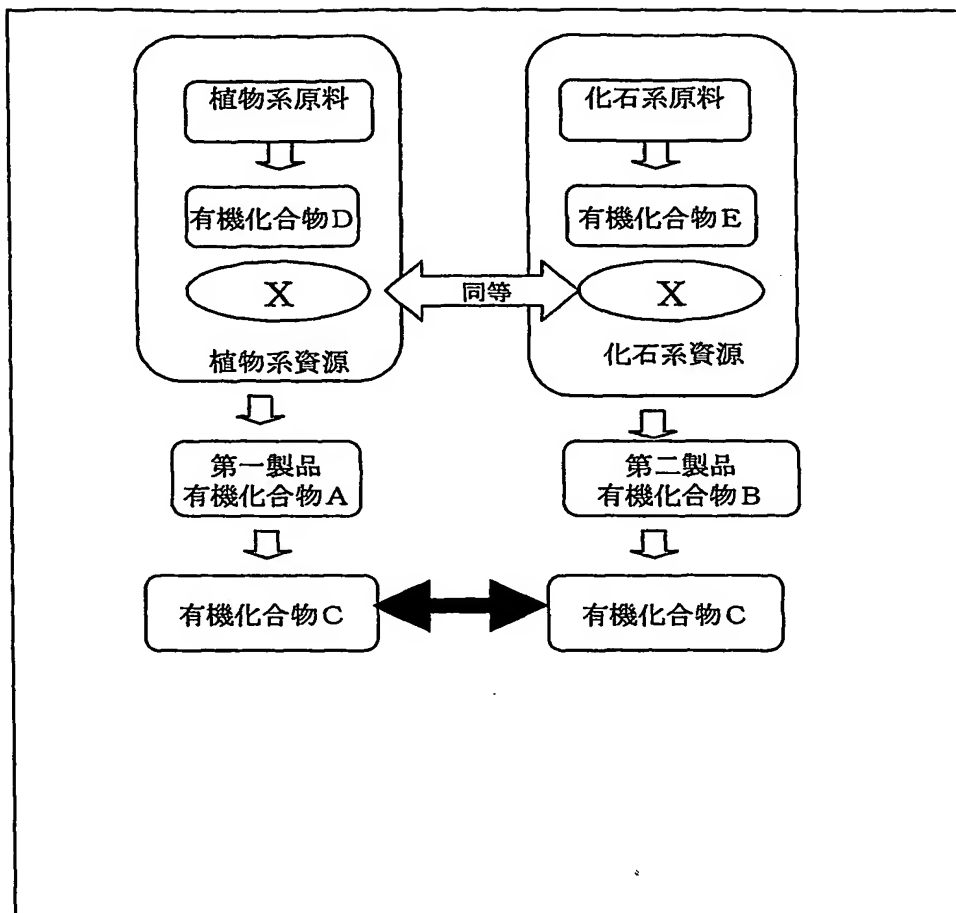 植物系原料
有機化合物D
X
植物系資源
第一製品
有機化合物A
有機化合物C
同等
化石系原料
有機化合物E
X
化石系資源
第二製品
有機化合物B
有機化合物C